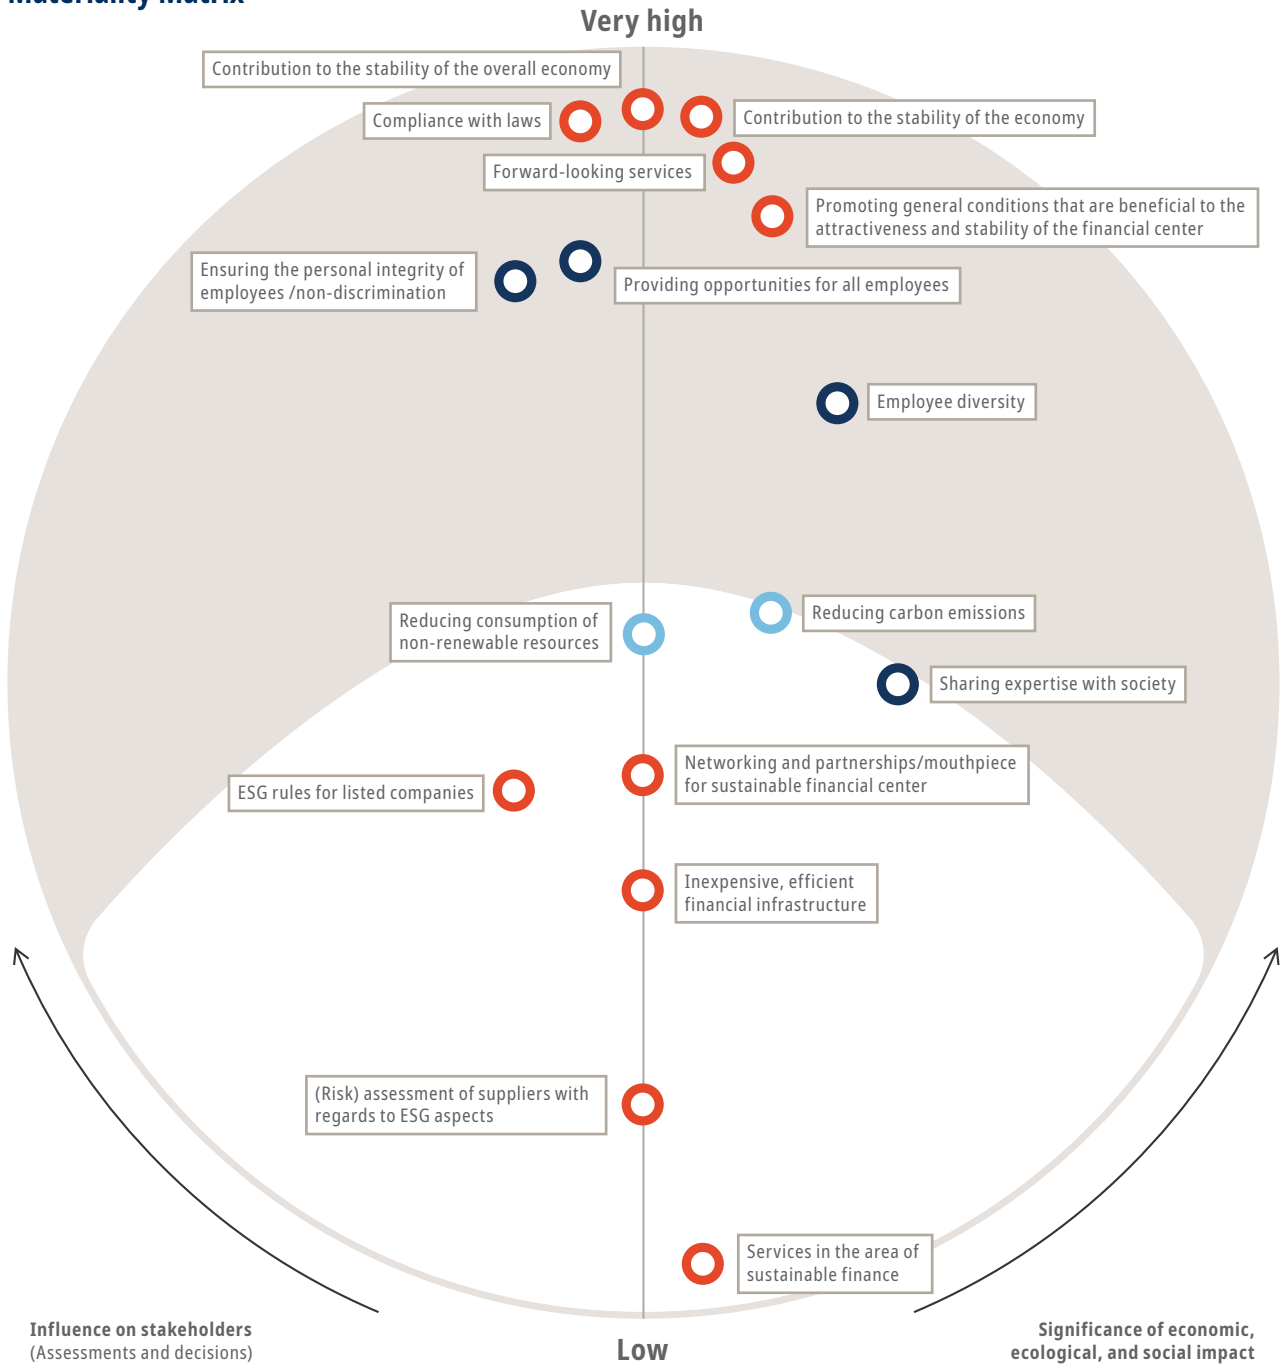 Materiality Matrix
Very high
Contribution to the stability of the overall economy
Compliance with laws
Contribution to the stability of the economy
Forward-looking services
Promoting general conditions that are beneficial to the
attractiveness and stability of the financial center
Ensuring the personal integrity of
employees /non-discrimination
Providing opportunities for all employees
Employee diversity
Reducing consumption of
non-renewable resources
Reducing carbon emissions
Sharing expertise with society
Networking and partnerships/mouthpiece
for sustainable financial center
ESG rules for listed companies
Inexpensive, efficient
financial infrastructure
(Risk) assessment of suppliers with
regards to ESG aspects
Services in the area of
sustainable finance
Influence on stakeholders
(Assessments and decisions)
Low
Significance of economic,
ecological, and social impact